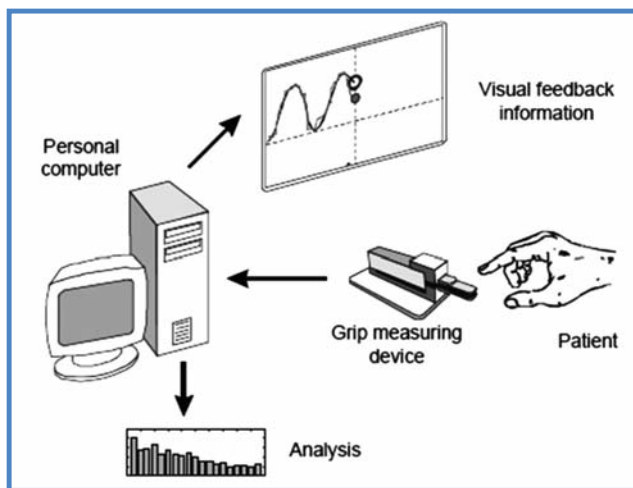 Visual feedback
information
Personal
computer
Grip measuring
device
Patient
Analysis